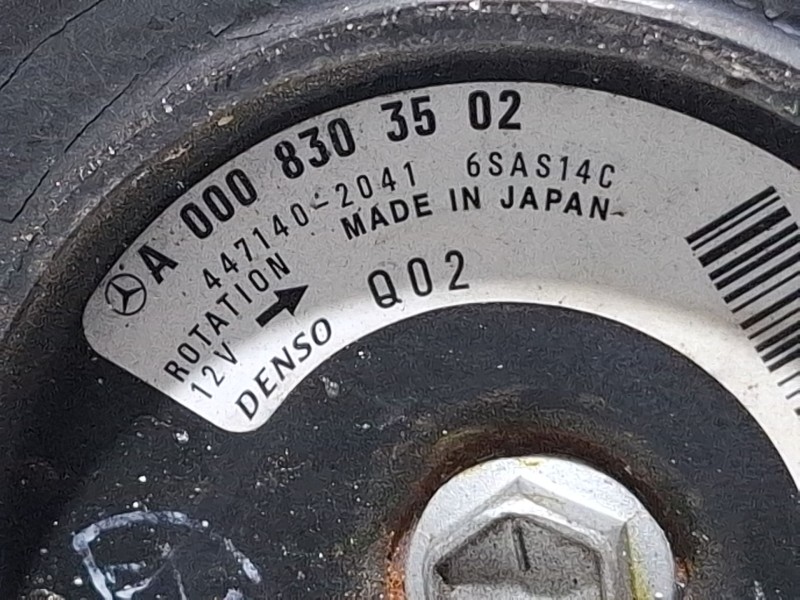 A 000 830 35 02
447140-2041 6SAS14C
MADE IN JAPAN
ROTATION
12V
Q02
DENSO